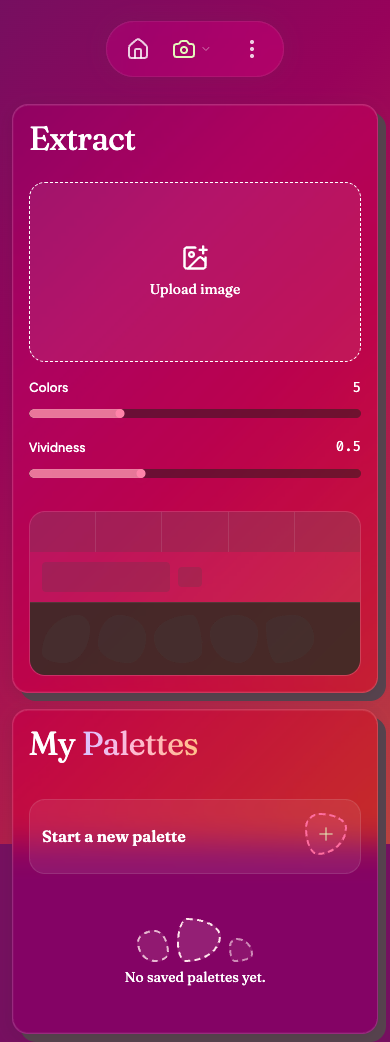 Extract
Upload image
Colors 5
Vividness 0.5
My Palettes
Start a new palette
No saved palettes yet.